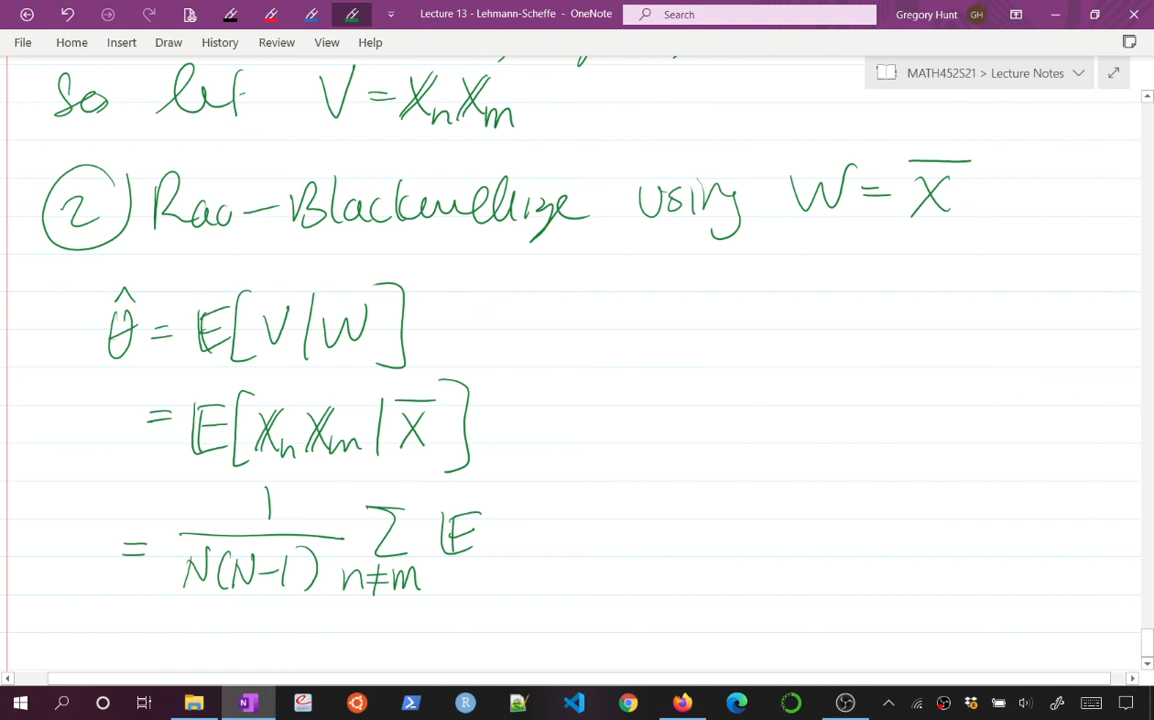 Lecture 13 - Lehmann-Scheffe - OneNote
Search
Gregory Hunt
GH
File Home Insert Draw History Review View Help
MATH452S21 > Lecture Notes
So let V = X_n X_m
② Rao-Blackwellize using W = X̄
θ̂ = E[V|W]
= E[X_n X_m | X̄]
= 1/(N(N-1)) Σ_{n≠m} E